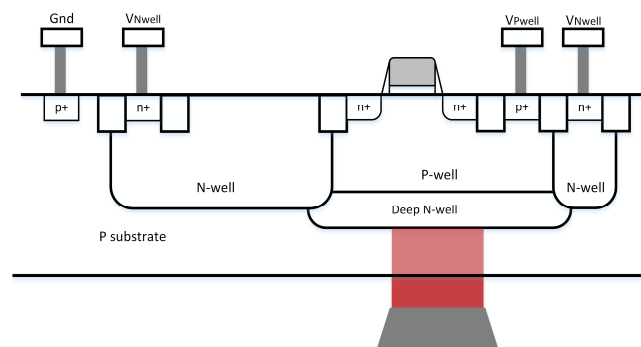 Gnd
VNwell
VPwell
VNwell
p+
n+
n+
n+
p+
n+
P-well
N-well
N-well
Deep N-well
P substrate